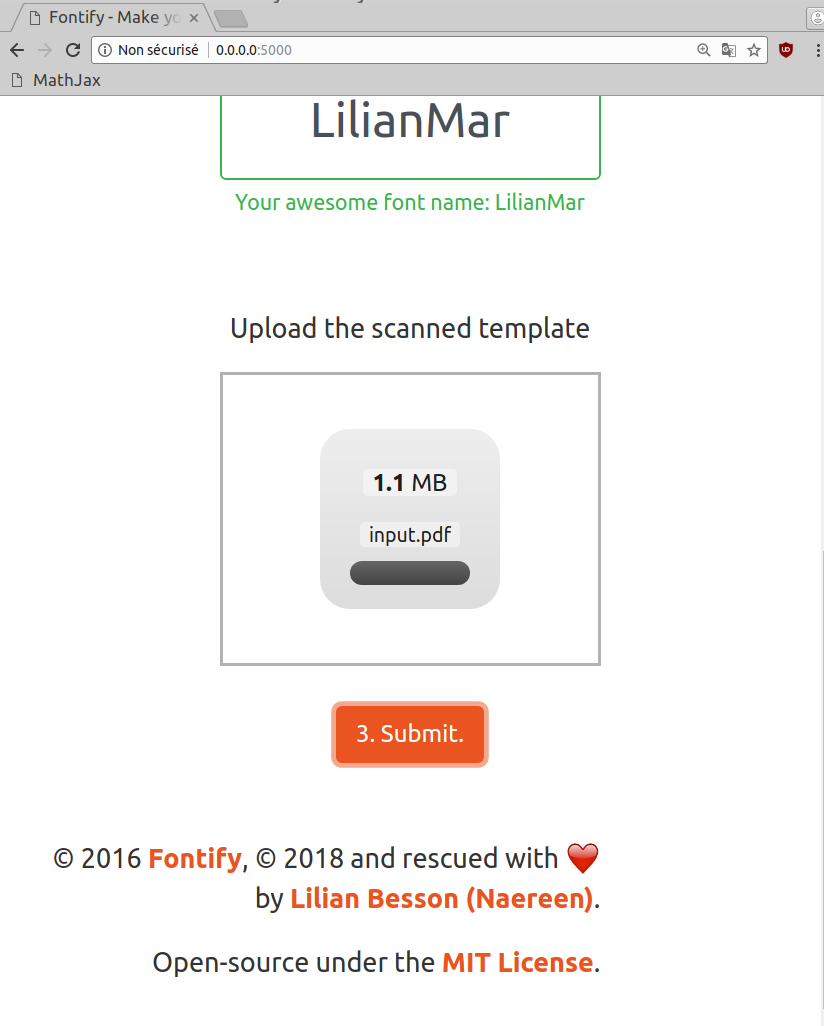 Fontify - Make yo
Non sécurisé 0.0.0.0:5000
MathJax
LilianMar
Your awesome font name: LilianMar
Upload the scanned template
1.1 MB
input.pdf
3. Submit.
© 2016 Fontify, © 2018 and rescued with ❤️
by Lilian Besson (Naereen).
Open-source under the MIT License.